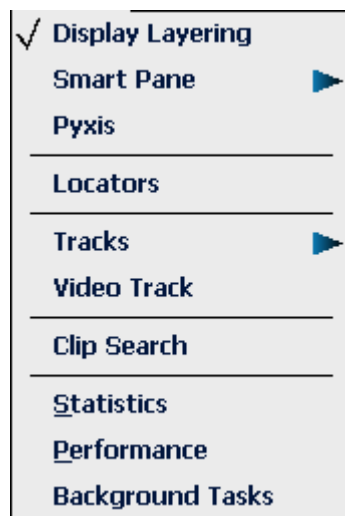 Display Layering
Smart Pane
Pyxis
Locators
Tracks
Video Track
Clip Search
Statistics
Performance
Background Tasks